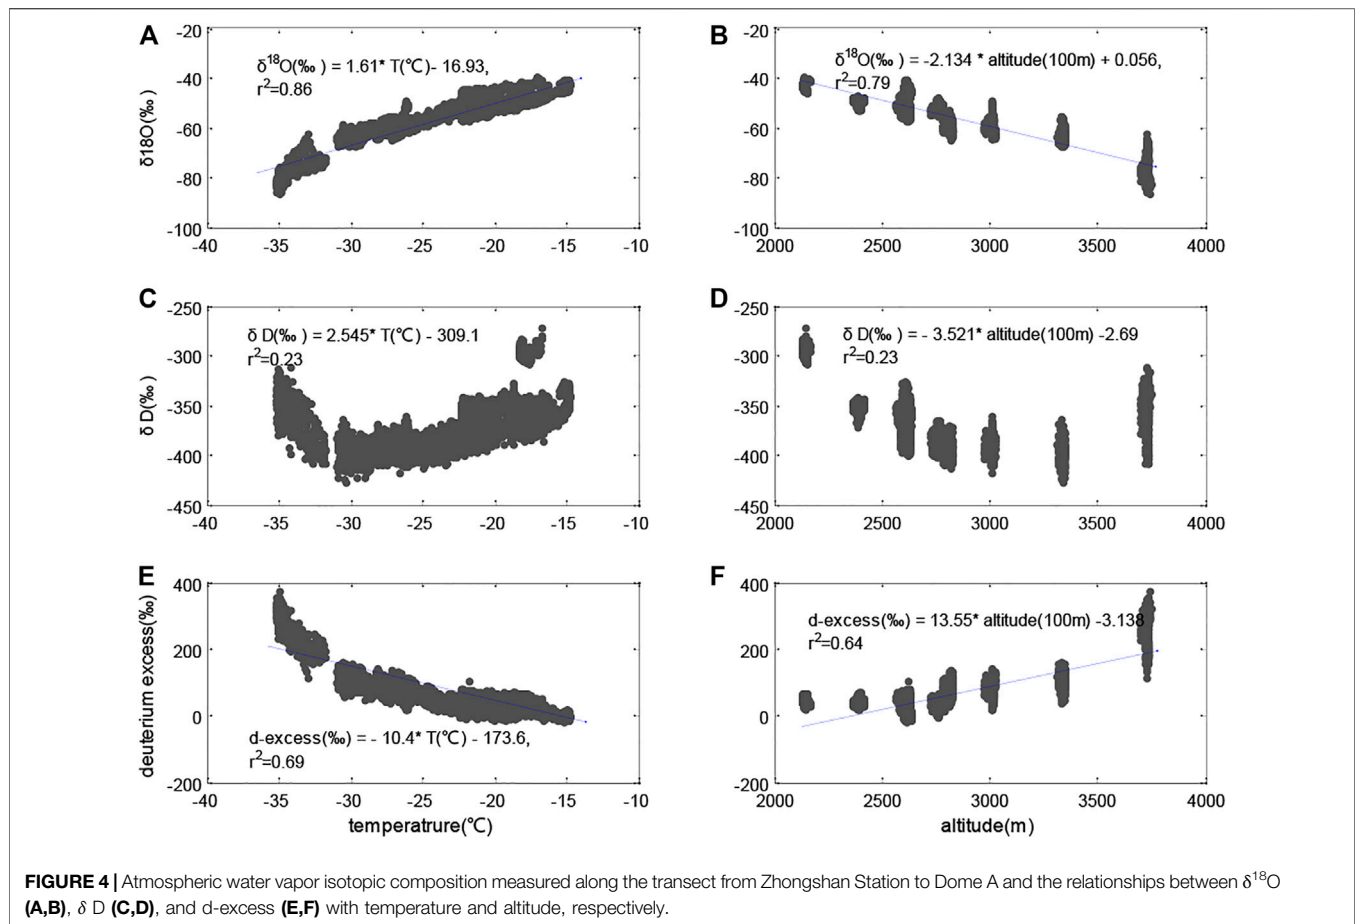 A
-20
-40
-60
-80
-100
δ18O(‰)
δ¹⁸O(‰ ) = 1.61* T(℃)- 16.93,
r²=0.86
-40 -35 -30 -25 -20 -15 -10
B
-20
-40
-60
-80
-100
δ¹⁸O(‰ ) = -2.134 * altitude(100m) + 0.056,
r²=0.79
2000 2500 3000 3500 4000
C
-250
-300
-350
-400
-450
δ D(‰)
δ D(‰ ) = 2.545* T(℃) - 309.1
r²=0.23
-40 -35 -30 -25 -20 -15 -10
D
-250
-300
-350
-400
-450
δ D(‰ ) = - 3.521* altitude(100m) -2.69
r²=0.23
2000 2500 3000 3500 4000
E
400
200
0
-200
deuterium excess(‰)
d-excess(‰) = - 10.4* T(℃) - 173.6,
r²=0.69
-40 -35 -30 -25 -20 -15 -10
temperatrure(℃)
F
400
200
0
-200
d-excess(‰) = 13.55* altitude(100m) -3.138
r²=0.64
2000 2500 3000 3500 4000
altitude(m)
FIGURE 4 | Atmospheric water vapor isotopic composition measured along the transect from Zhongshan Station to Dome A and the relationships between δ¹⁸O
(A,B), δ D (C,D), and d-excess (E,F) with temperature and altitude, respectively.